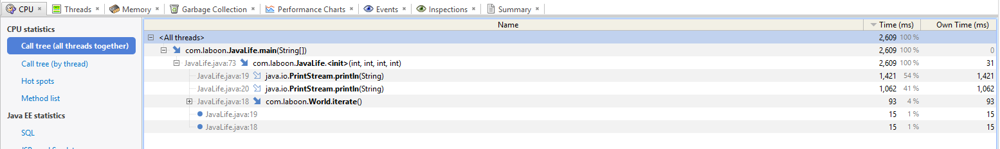 CPU × Threads × Memory × Garbage Collection × Performance Charts × Events × Inspections × Summary ×
CPU statistics
Call tree (all threads together)
Call tree (by thread)
Hot spots
Method list
Java EE statistics
SQL
Name Time (ms) Own Time (ms)
<All threads> 2,609 100 %
com.laboon.JavaLife.main(String[]) 2,609 100 % 0
JavaLife.java:73 com.laboon.JavaLife.<init>(int, int, int, int) 2,609 100 % 31
JavaLife.java:19 java.io.PrintStream.println(String) 1,421 54 % 1,421
JavaLife.java:20 java.io.PrintStream.println(String) 1,062 41 % 1,062
JavaLife.java:18 com.laboon.World.iterate() 93 4 % 93
JavaLife.java:19 15 1 % 15
JavaLife.java:18 15 1 % 15